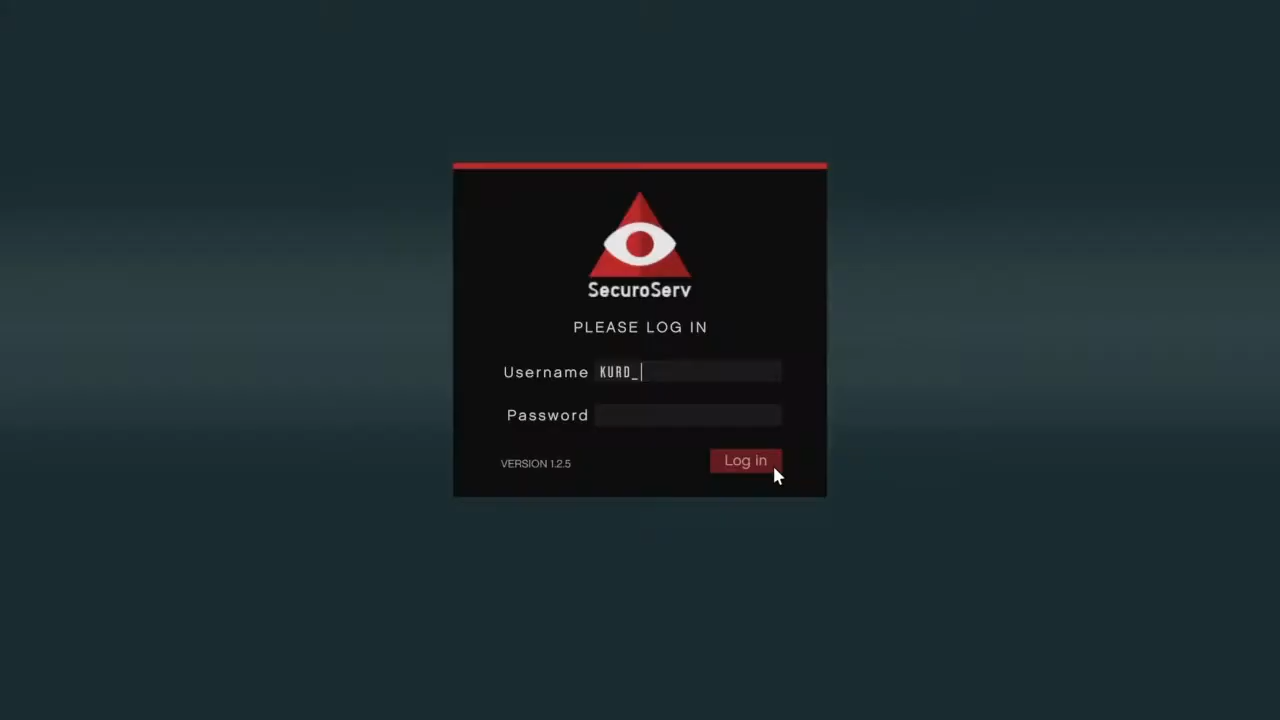 SecuroServ
PLEASE LOG IN
Username KURD_
Password
VERSION 1.2.5 Log in